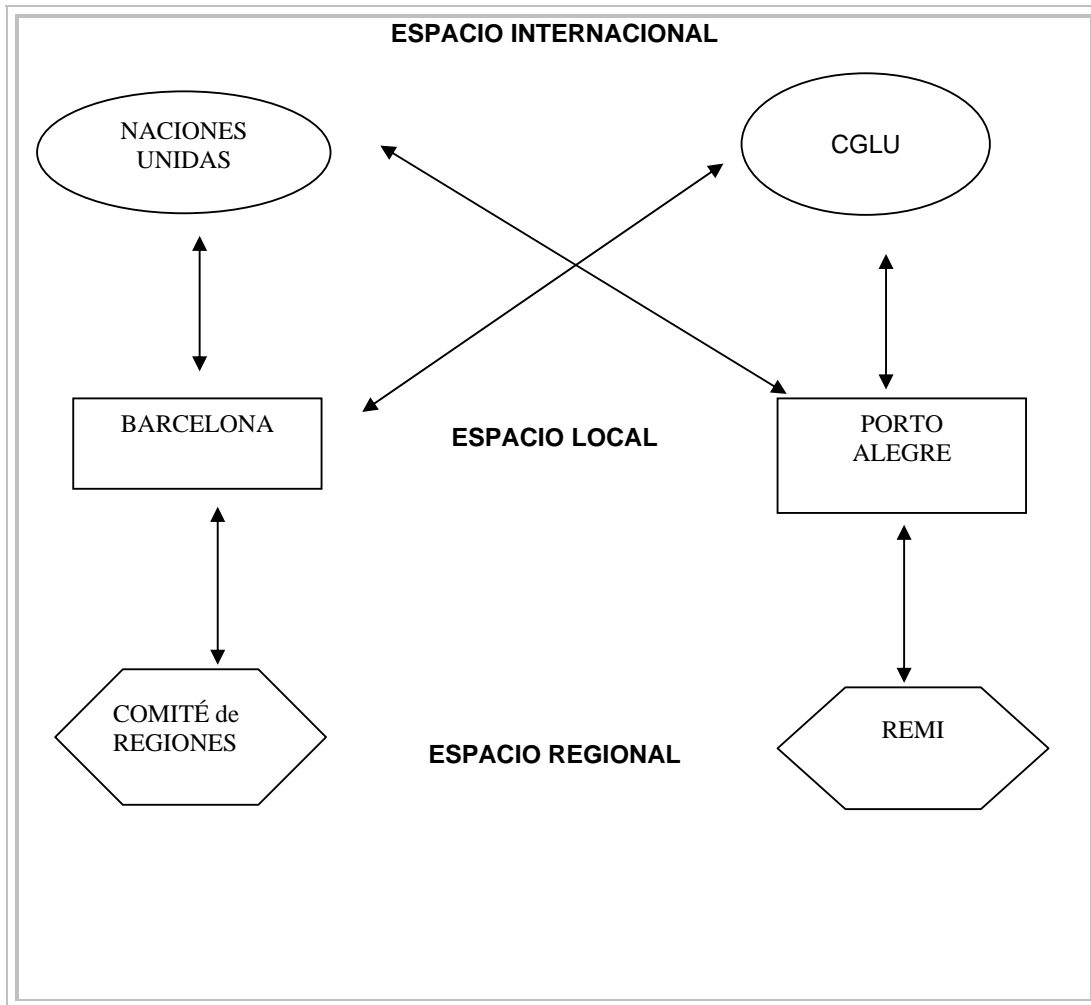 ESPACIO INTERNACIONAL
NACIONES
UNIDAS
CGLU
BARCELONA
ESPACIO LOCAL
PORTO
ALEGRE
COMITÉ de
REGIONES
ESPACIO REGIONAL
REMI